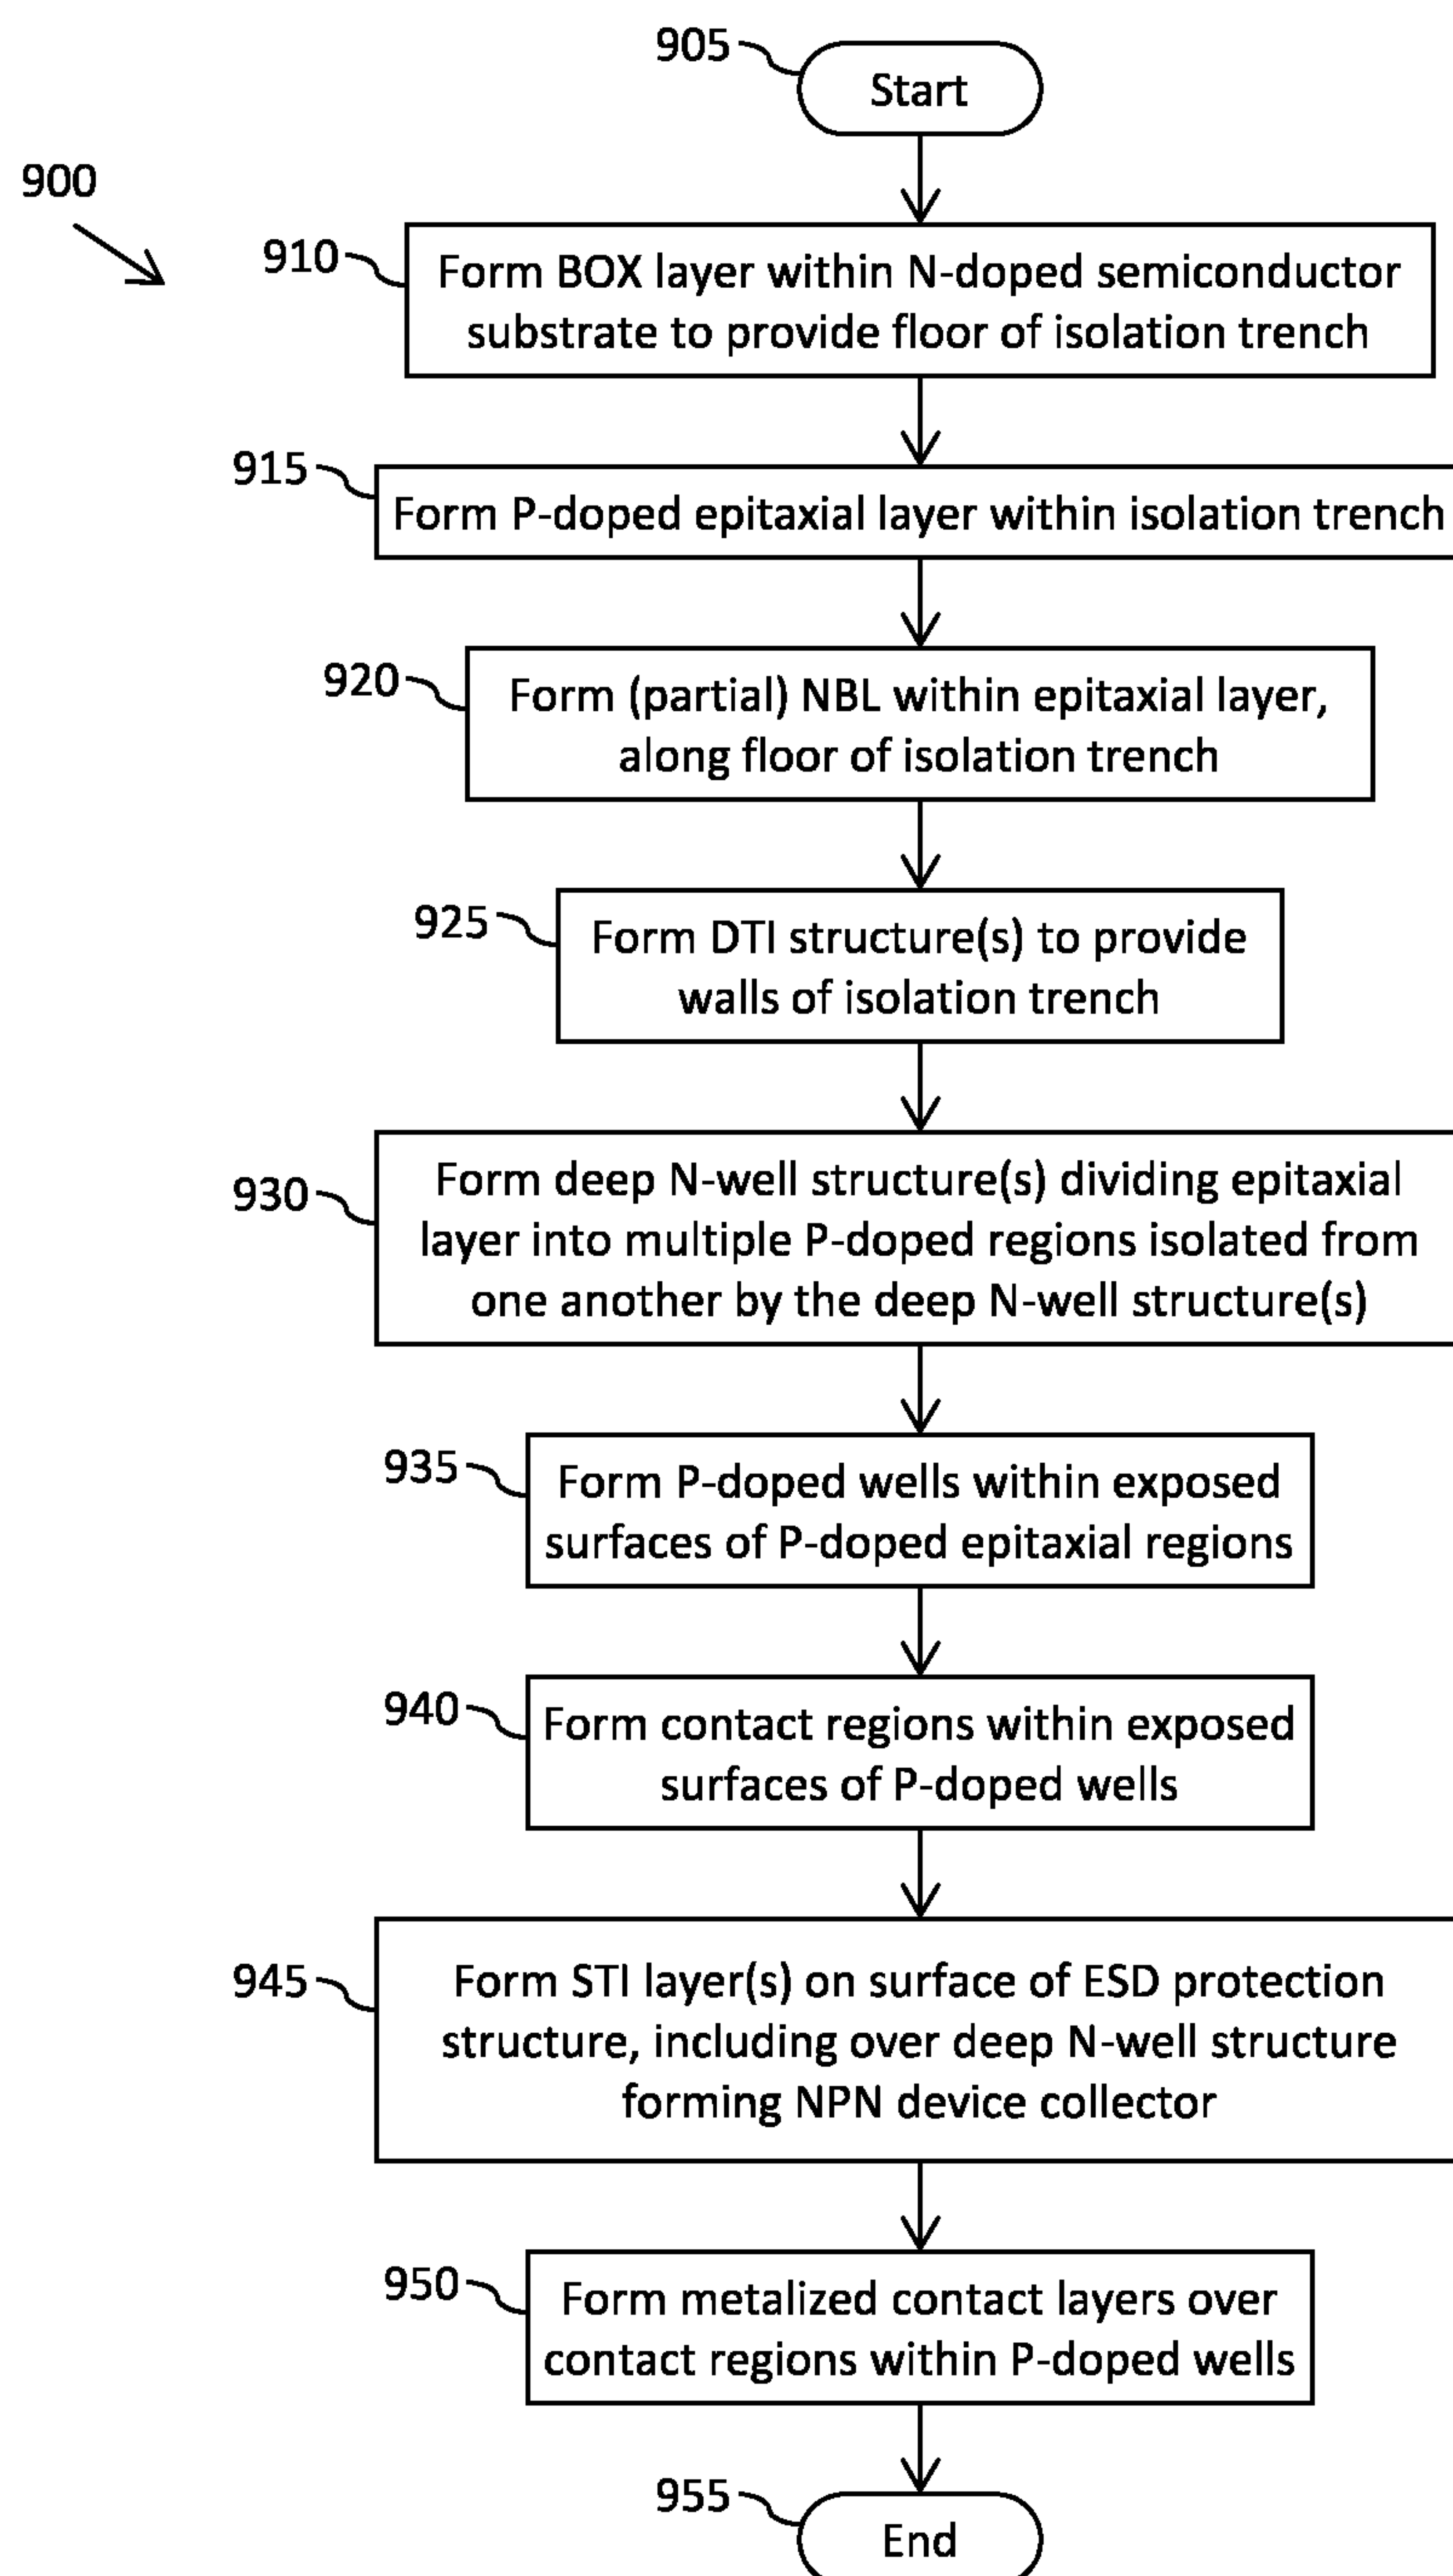 905
Start
900
910
Form BOX layer within N-doped semiconductor
substrate to provide floor of isolation trench
915
Form P-doped epitaxial layer within isolation trench
920
Form (partial) NBL within epitaxial layer,
along floor of isolation trench
925
Form DTI structure(s) to provide
walls of isolation trench
930
Form deep N-well structure(s) dividing epitaxial
layer into multiple P-doped regions isolated from
one another by the deep N-well structure(s)
935
Form P-doped wells within exposed
surfaces of P-doped epitaxial regions
940
Form contact regions within exposed
surfaces of P-doped wells
945
Form STI layer(s) on surface of ESD protection
structure, including over deep N-well structure
forming NPN device collector
950
Form metalized contact layers over
contact regions within P-doped wells
955
End